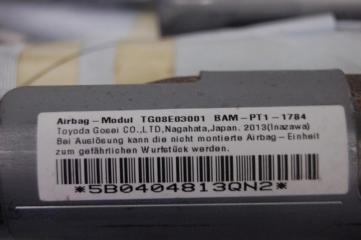 Airbag-Modul TG08E03001 BAM-PT1-1784
Toyoda Gosei CO.,LTD,Nagahata,Japan. 2013(Inazawa)
Bei Auslösung kann die nicht montierte Airbag-Einheit
zum gefährlichen Wurfstück werden.
*5B0404813QN2*